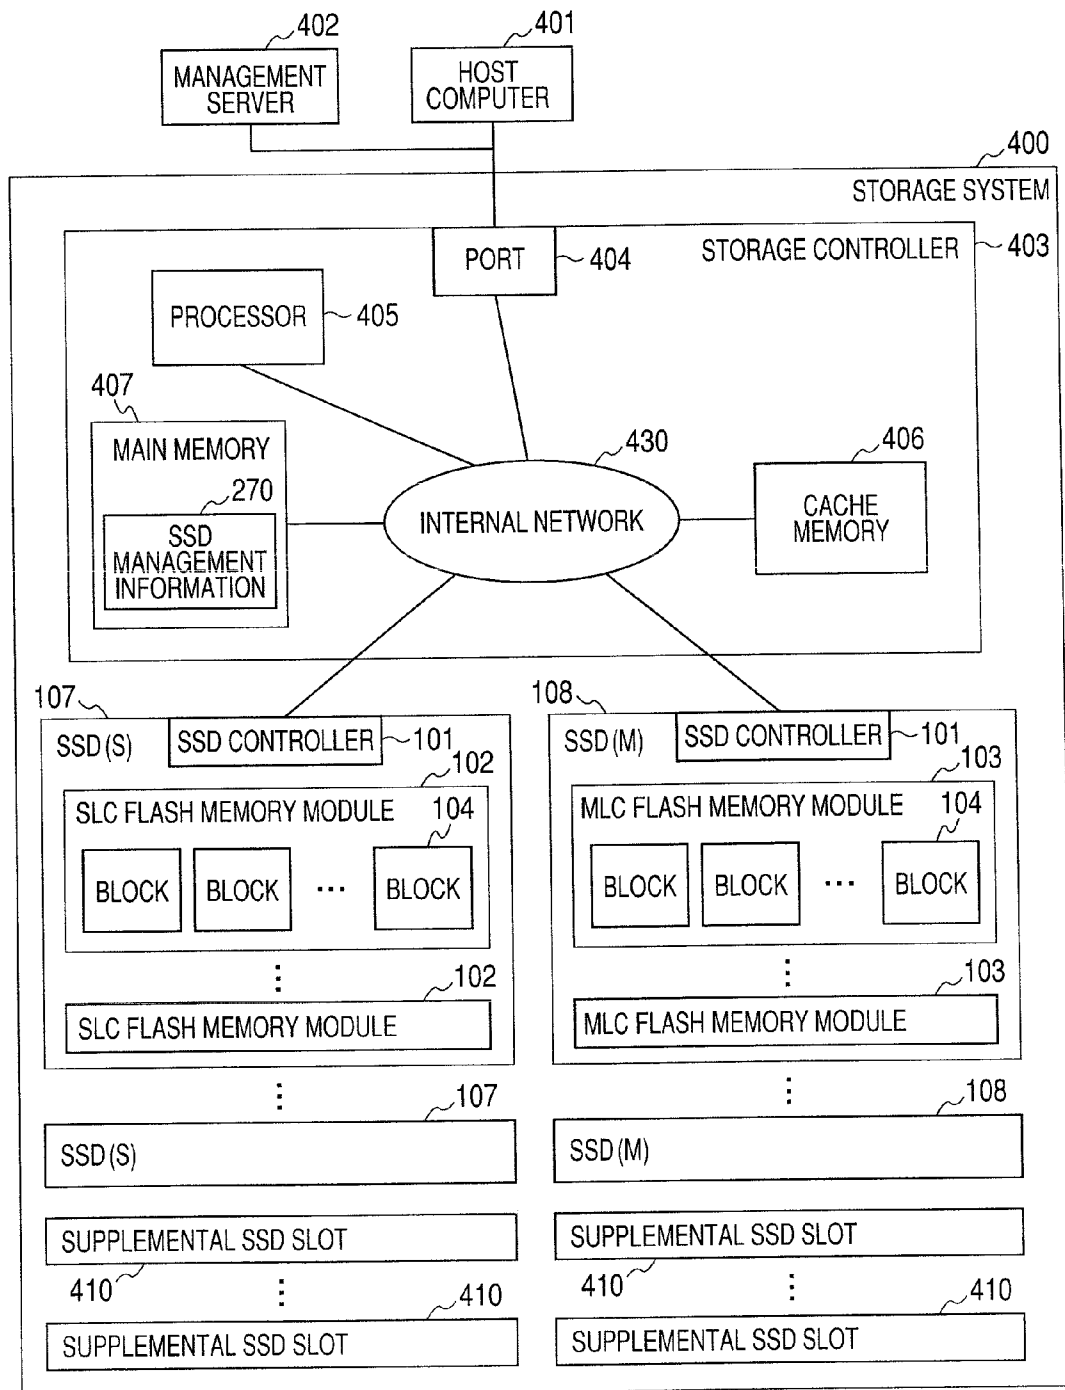 402
401
MANAGEMENT
SERVER
HOST
COMPUTER
400
STORAGE SYSTEM
PORT
404
STORAGE CONTROLLER
403
PROCESSOR
405
407
MAIN MEMORY
270
SSD
MANAGEMENT
INFORMATION
430
INTERNAL NETWORK
406
CACHE
MEMORY
107
SSD(S)
SSD CONTROLLER
101
102
SLC FLASH MEMORY MODULE
104
BLOCK
BLOCK
...
BLOCK
102
SLC FLASH MEMORY MODULE
107
SSD(S)
SUPPLEMENTAL SSD SLOT
410
410
SUPPLEMENTAL SSD SLOT
108
SSD(M)
SSD CONTROLLER
101
103
MLC FLASH MEMORY MODULE
104
BLOCK
BLOCK
...
BLOCK
103
MLC FLASH MEMORY MODULE
108
SSD(M)
SUPPLEMENTAL SSD SLOT
410
410
SUPPLEMENTAL SSD SLOT